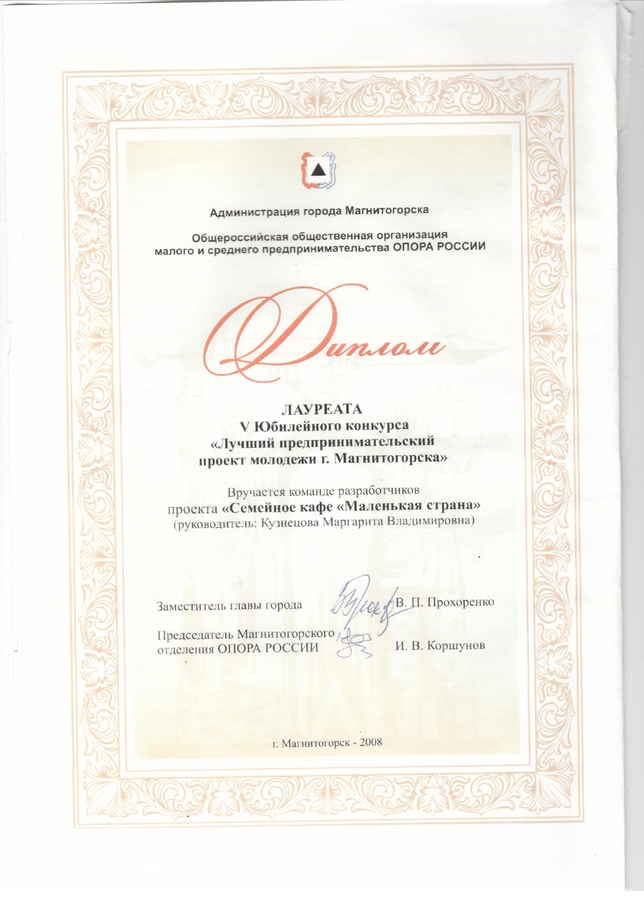 Администрация города Магнитогорска
Общероссийская общественная организация
малого и среднего предпринимательства ОПОРА РОССИИ
Диплом
ЛАУРЕАТА
V Юбилейного конкурса
«Лучший предпринимательский
проект молодежи г. Магнитогорска»
Вручается команде разработчиков
проекта «Семейное кафе «Маленькая страна»
(руководитель: Кузнецова Маргарита Владимировна)
Заместитель главы города В. П. Прохоренко
Председатель Магнитогорского
отделения ОПОРА РОССИИ И. В. Коршунов
г. Магнитогорск - 2008